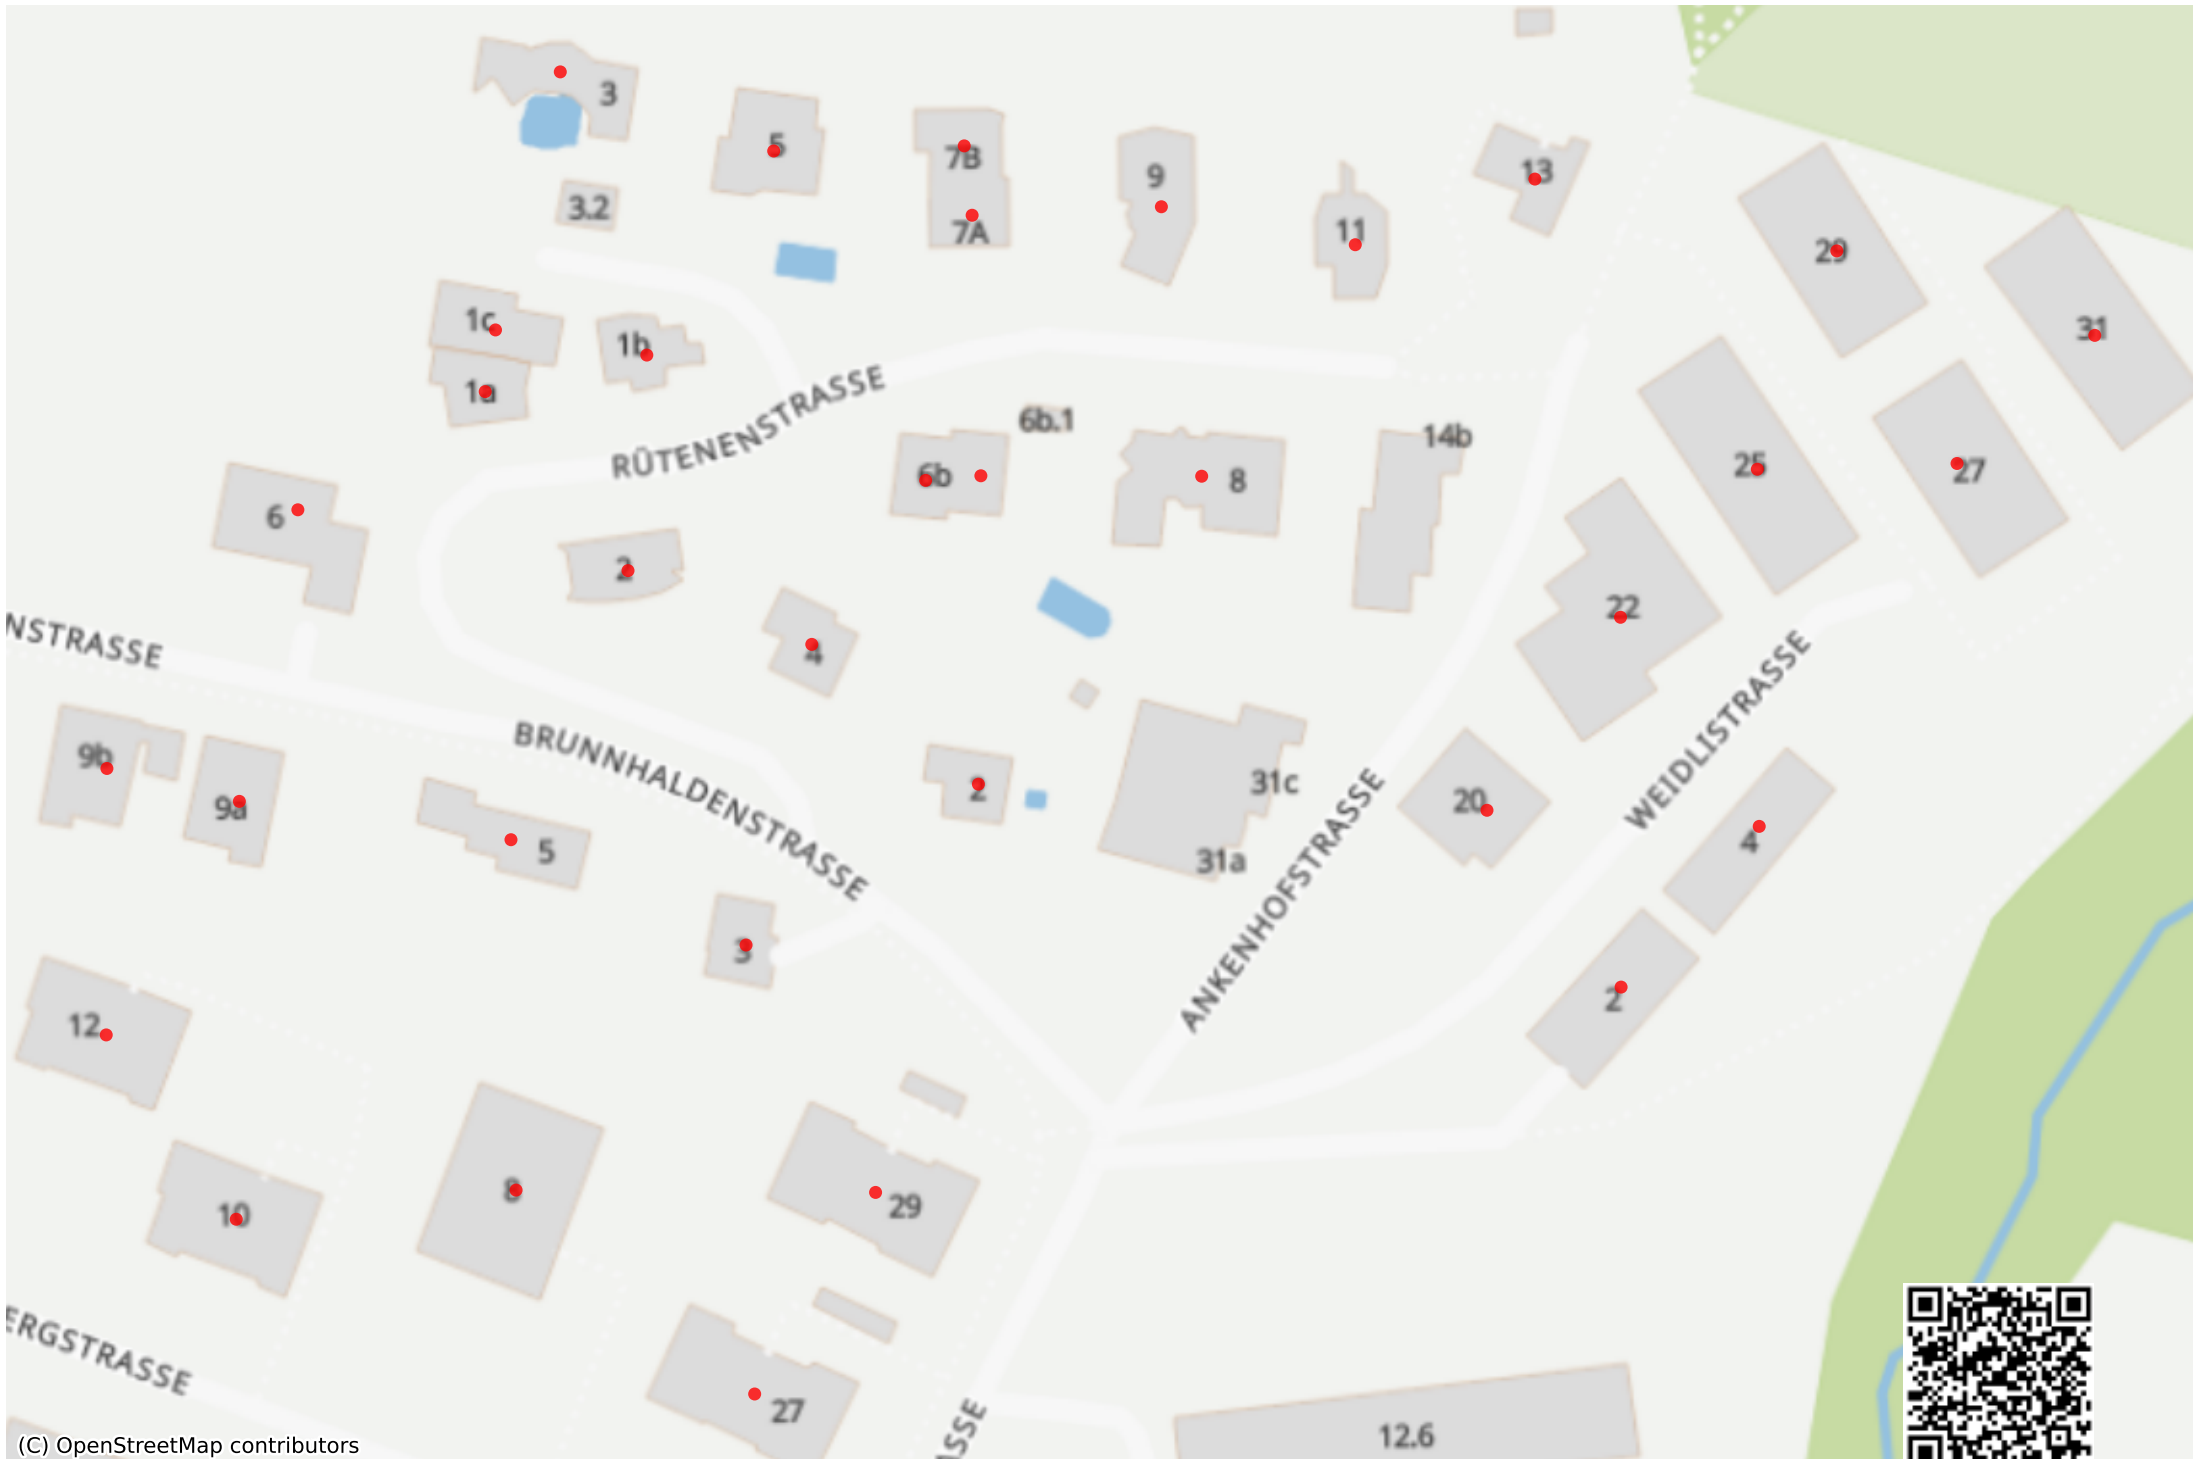 3
5
7B
9
13
3.2
7A
11
29
31
1c
1b
1a
RÜTENENSTRASSE
6b.1
14b
6b
8
25
27
6
2
4
22
NSTRASSE
BRUNNHALDENSTRASSE
WEIDLISTRASSE
9b
9a
5
2
31c
31a
20
4
ANKENHOFSTRASSE
3
2
12
10
8
29
27
ERGSTRASSE
ASSE
12.6
(C) OpenStreetMap contributors